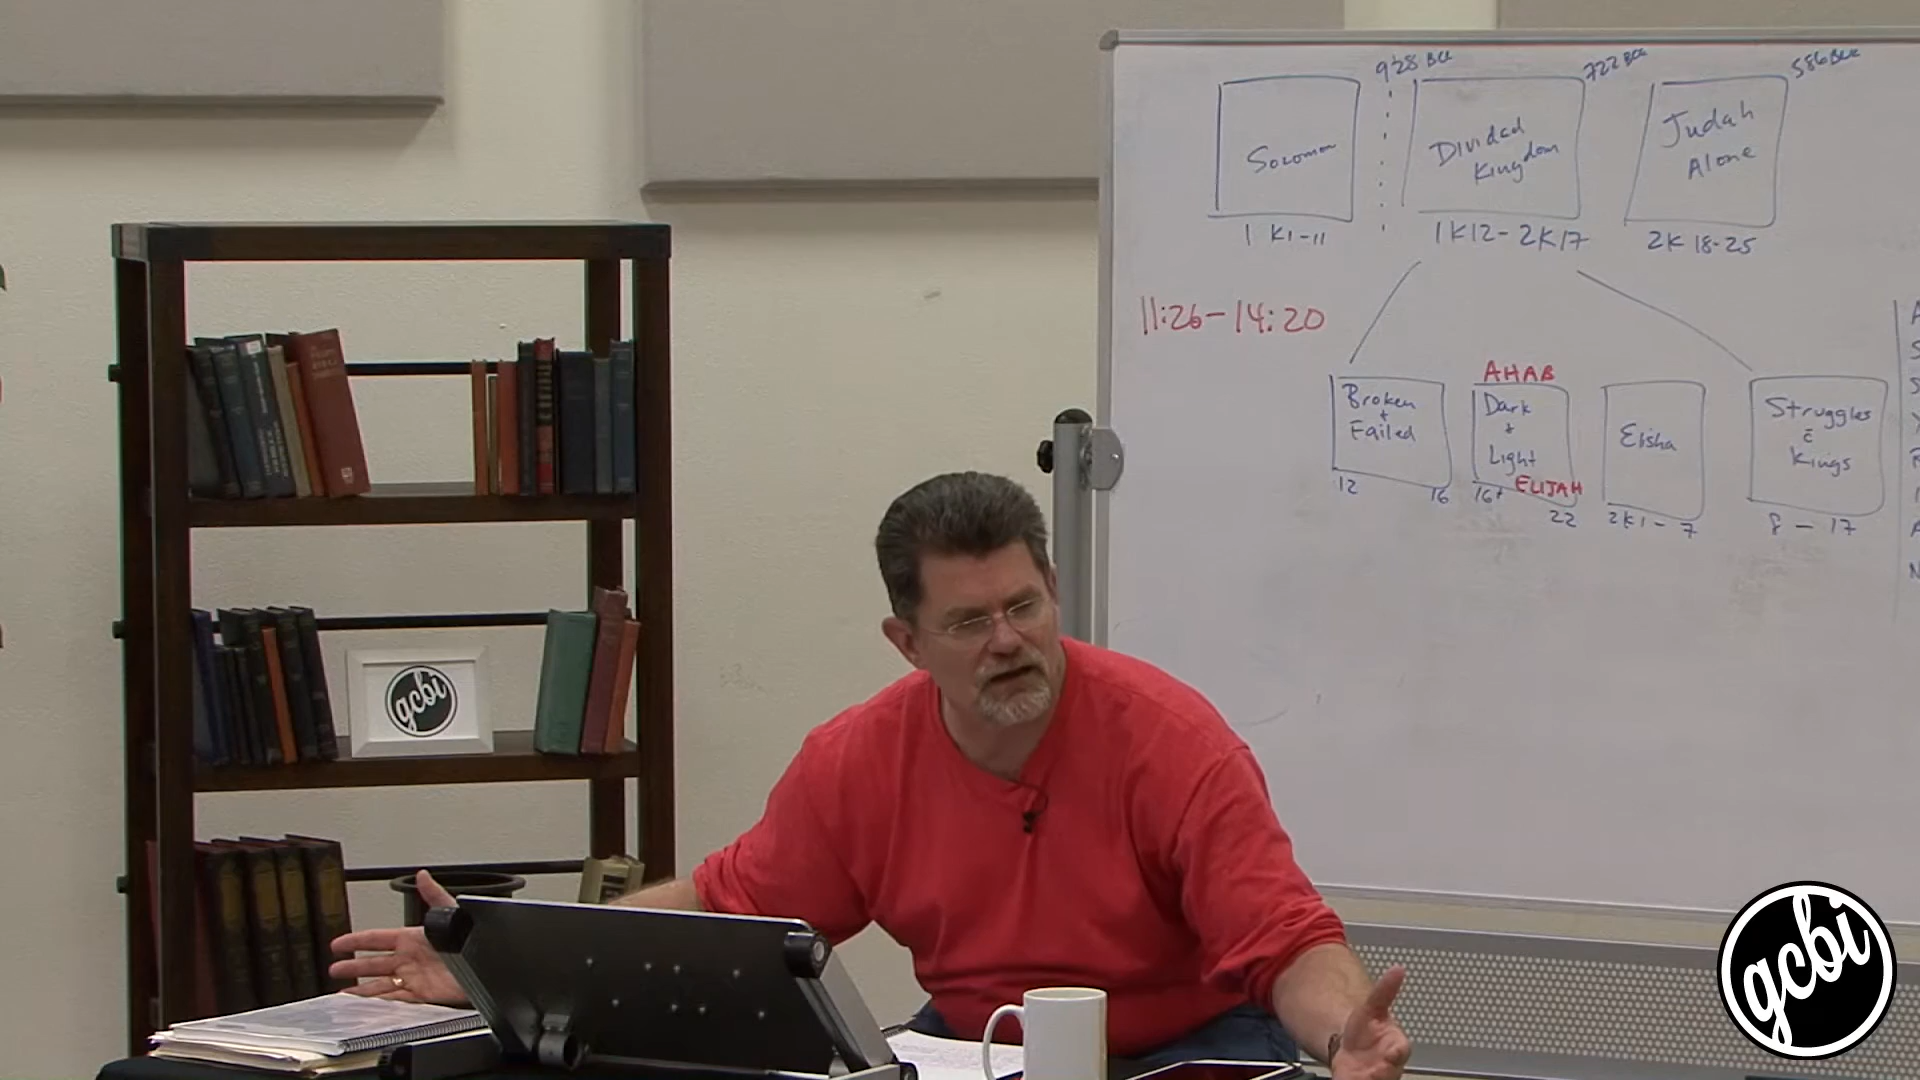 928 BCE
722 BCE
586 BCE
Solomon
Divided
Kingdom
Judah
Alone
1 K1-11
1K12-2K17
2K 18-25
11:26-14:20
Broken
+
Failed
12 16
AHAB
Dark
+
Light
ELIJAH
16+
22
Elisha
2K1-7
Struggles
c̄
Kings
8-17
gcbi
gcbi